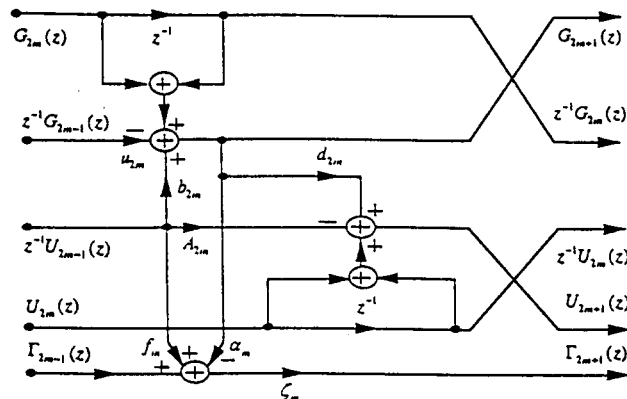 G_{2m}(z)
z^{-1}
G_{2m+1}(z)
+
z^{-1}G_{2m-1}(z)
−
+
+
+
u_{2m}
z^{-1}G_{2m}(z)
b_{2m}
d_{2m}
z^{-1}U_{2m-1}(z)
A_{2m}
−
+
+
+
z^{-1}U_{2m}(z)
+
z^{-1}
U_{2m}(z)
U_{2m+1}(z)
Γ_{2m-1}(z)
f_m
+
+
+
−
α_m
Γ_{2m+1}(z)
ζ_m